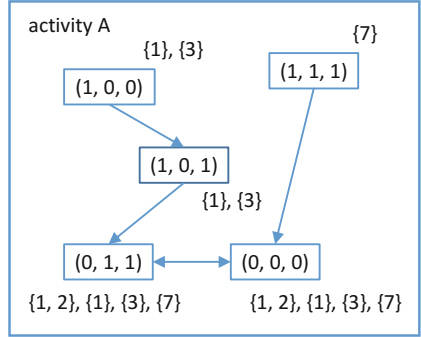 activity A
{1}, {3}
{7}
(1, 0, 0)
(1, 1, 1)
(1, 0, 1)
{1}, {3}
(0, 1, 1)
(0, 0, 0)
{1, 2}, {1}, {3}, {7}
{1, 2}, {1}, {3}, {7}